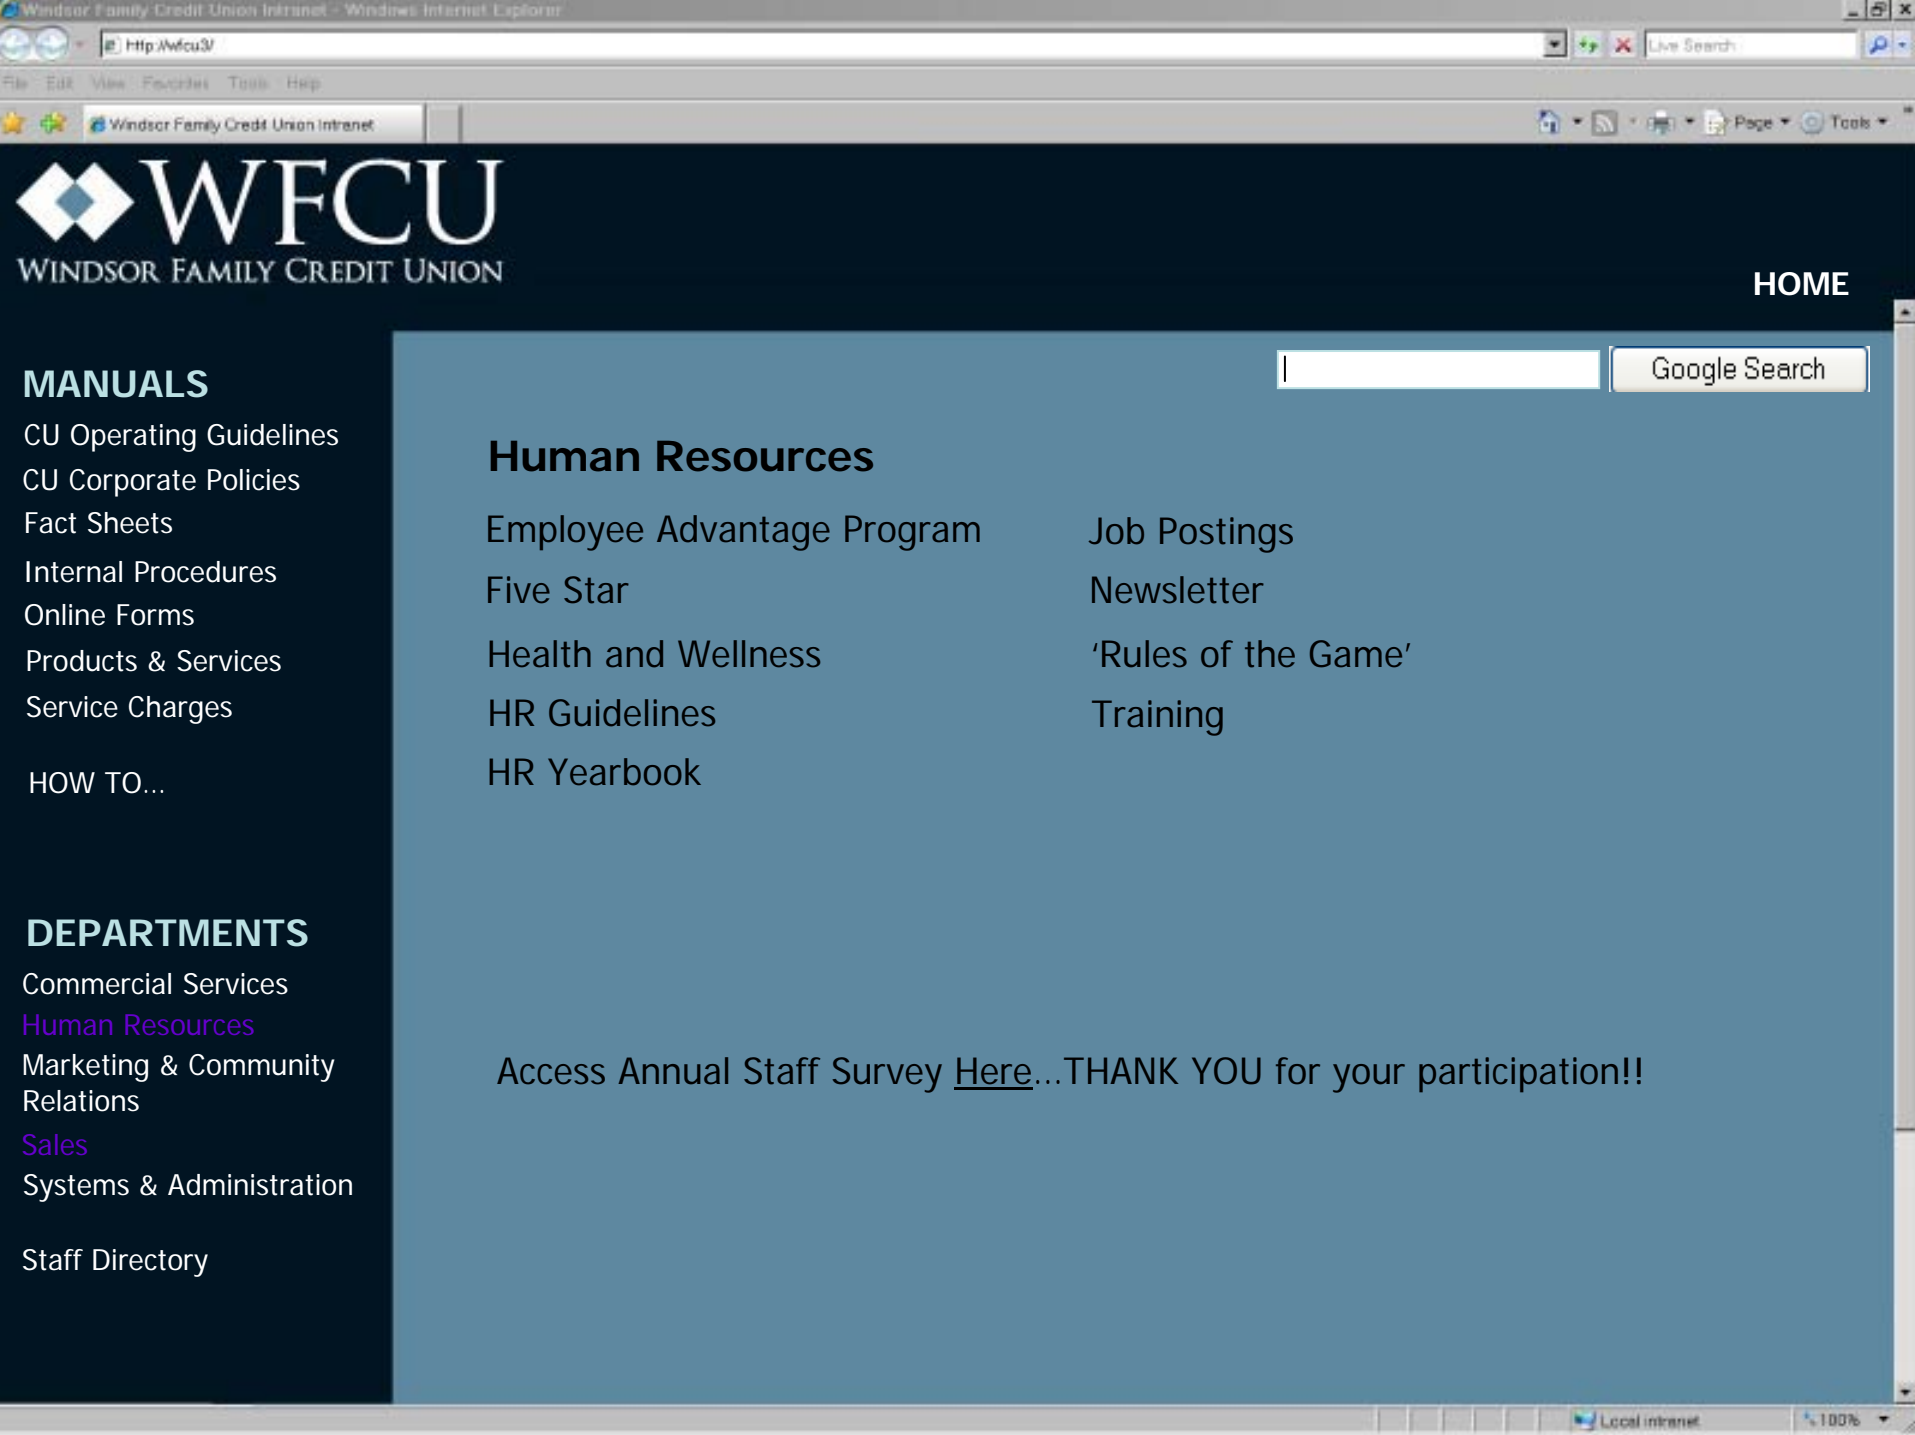 Windsor Family Credit Union Intranet - Windows Internet Explorer
http://wfcu3/
Live Search
File Edit View Favorites Tools Help
Windsor Family Credit Union Intranet
Page Tools
WFCU
WINDSOR FAMILY CREDIT UNION
HOME
Google Search
MANUALS
CU Operating Guidelines
CU Corporate Policies
Fact Sheets
Internal Procedures
Online Forms
Products & Services
Service Charges
HOW TO...
DEPARTMENTS
Commercial Services
Human Resources
Marketing & Community
Relations
Sales
Systems & Administration
Staff Directory
Human Resources
Employee Advantage Program
Five Star
Health and Wellness
HR Guidelines
HR Yearbook
Job Postings
Newsletter
‘Rules of the Game’
Training
Access Annual Staff Survey Here...THANK YOU for your participation!!
Local intranet
100%